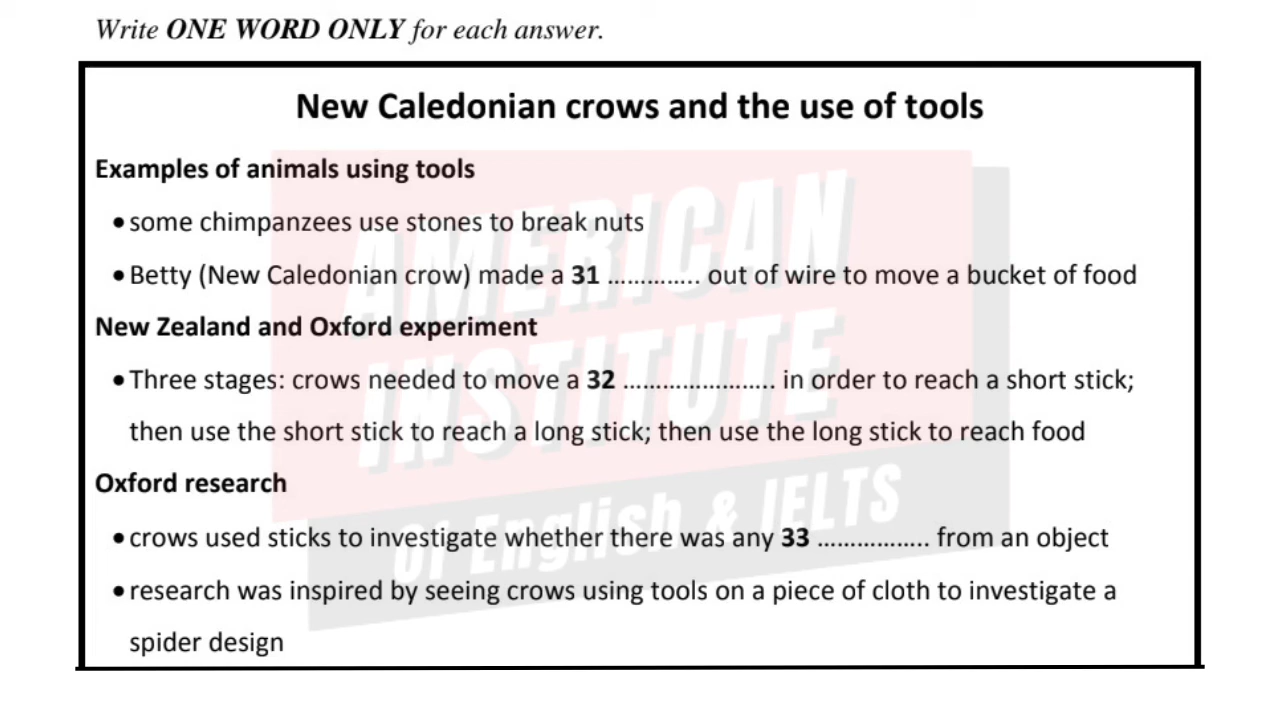 Write ONE WORD ONLY for each answer.
New Caledonian crows and the use of tools
Examples of animals using tools
• some chimpanzees use stones to break nuts
• Betty (New Caledonian crow) made a 31 ............. out of wire to move a bucket of food
New Zealand and Oxford experiment
• Three stages: crows needed to move a 32 ....................... in order to reach a short stick;
then use the short stick to reach a long stick; then use the long stick to reach food
Oxford research
• crows used sticks to investigate whether there was any 33 ................. from an object
• research was inspired by seeing crows using tools on a piece of cloth to investigate a
spider design
AMERICAN
INSTITUTE
Of English & IELTS